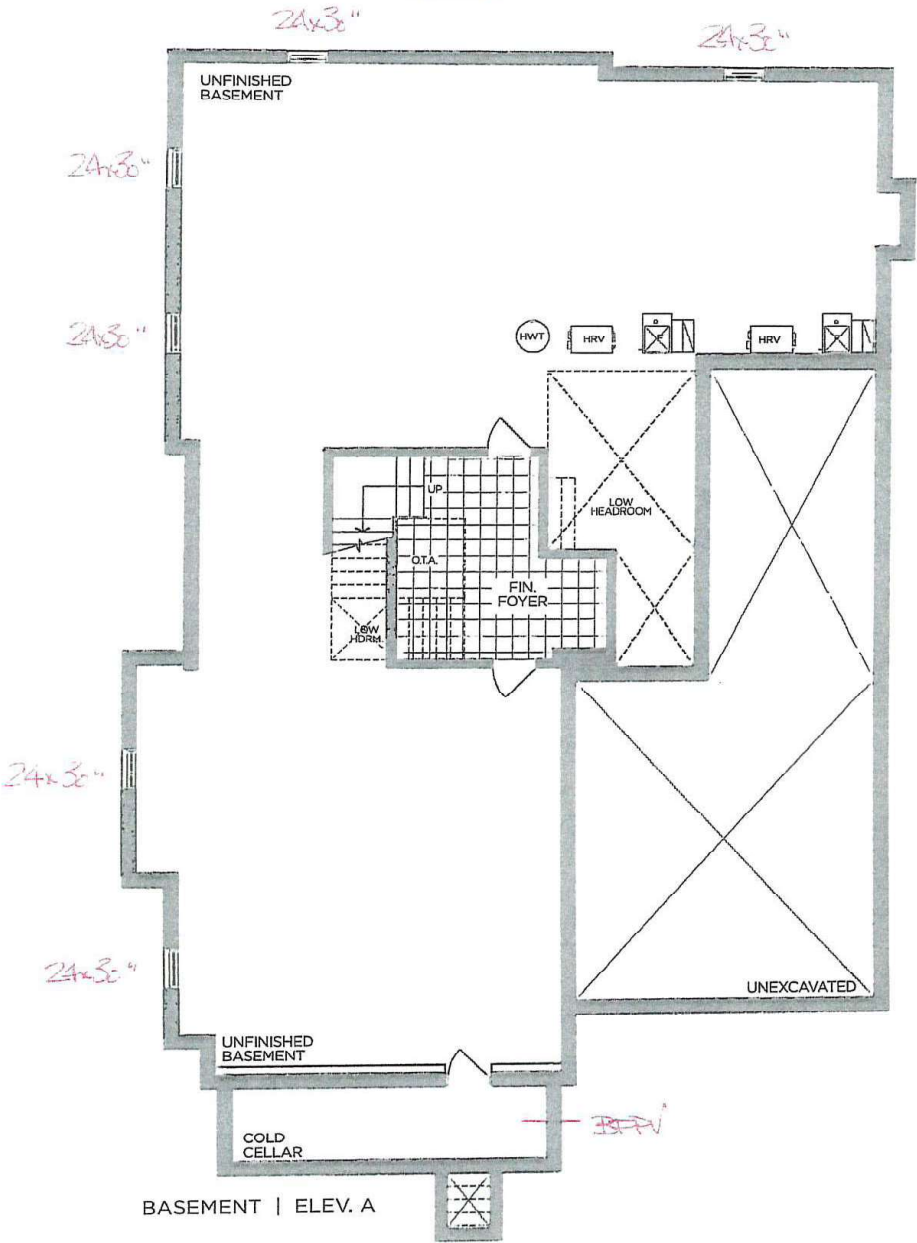 24x30"
24x30"
UNFINISHED
BASEMENT
24x30"
24x30"
HWT
HRV
F
HRV
F
UP
LOW
HEADROOM
O.T.A.
FIN.
FOYER
LOW
HDRM.
24x30"
24x30"
UNEXCAVATED
UNFINISHED
BASEMENT
COLD
CELLAR
BASEMENT | ELEV. A